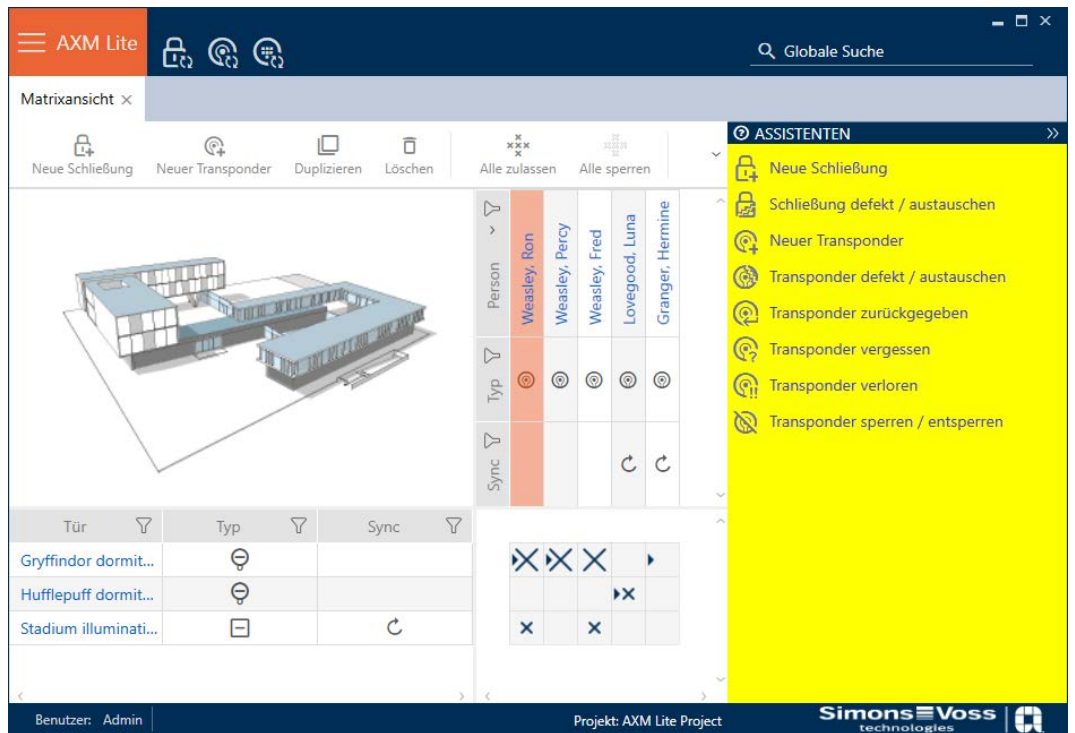 AXM Lite
Globale Suche
Matrixansicht
Neue Schließung
Neuer Transponder
Duplizieren
Löschen
Alle zulassen
Alle sperren
ASSISTENTEN
Neue Schließung
Schließung defekt / austauschen
Neuer Transponder
Transponder defekt / austauschen
Transponder zurückgegeben
Transponder vergessen
Transponder verloren
Transponder sperren / entsperren
Person
Weasley, Ron
Weasley, Percy
Weasley, Fred
Lovegood, Luna
Granger, Hermine
Typ
Sync
Tür Typ Sync
Gryffindor dormit...
Hufflepuff dormit...
Stadium illuminati...
Benutzer: Admin
Projekt: AXM Lite Project
Simons Voss
technologies